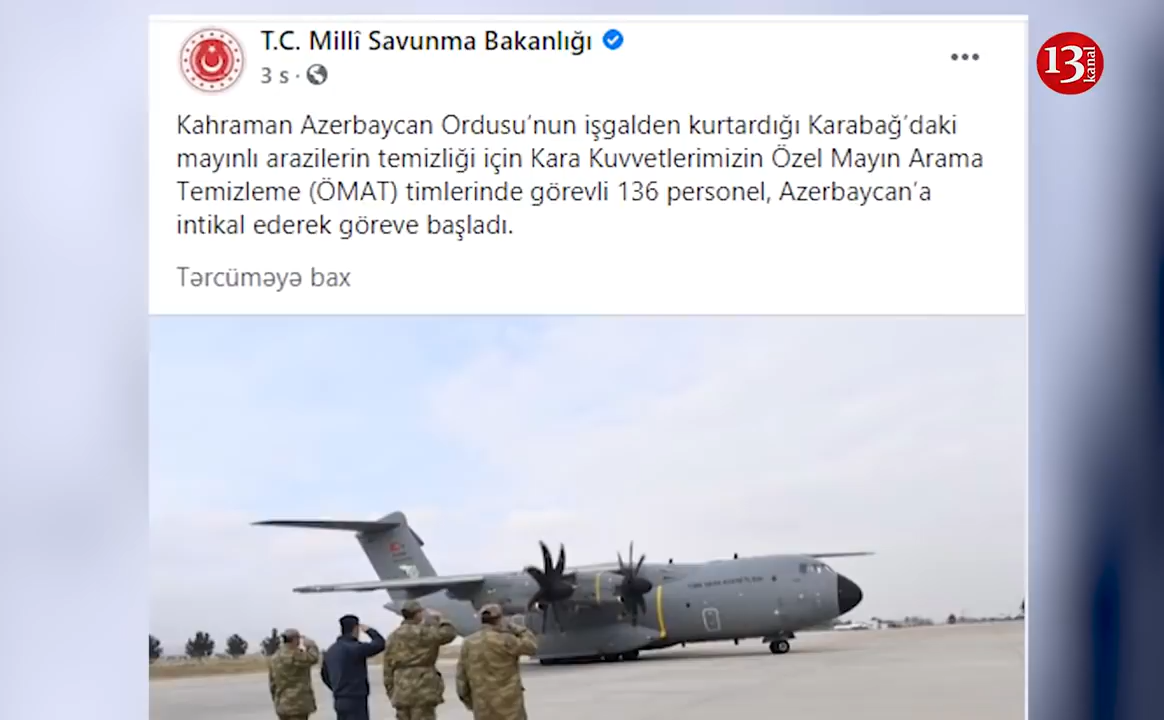 T.C. Millî Savunma Bakanlığı
3 s ·
13
kanal
Kahraman Azerbaycan Ordusu'nun işgalden kurtardığı Karabağ'daki
mayınlı arazilerin temizliği için Kara Kuvvetlerimizin Özel Mayın Arama
Temizleme (ÖMAT) timlerinde görevli 136 personel, Azerbaycan'a
intikal ederek göreve başladı.
Tərcüməyə bax